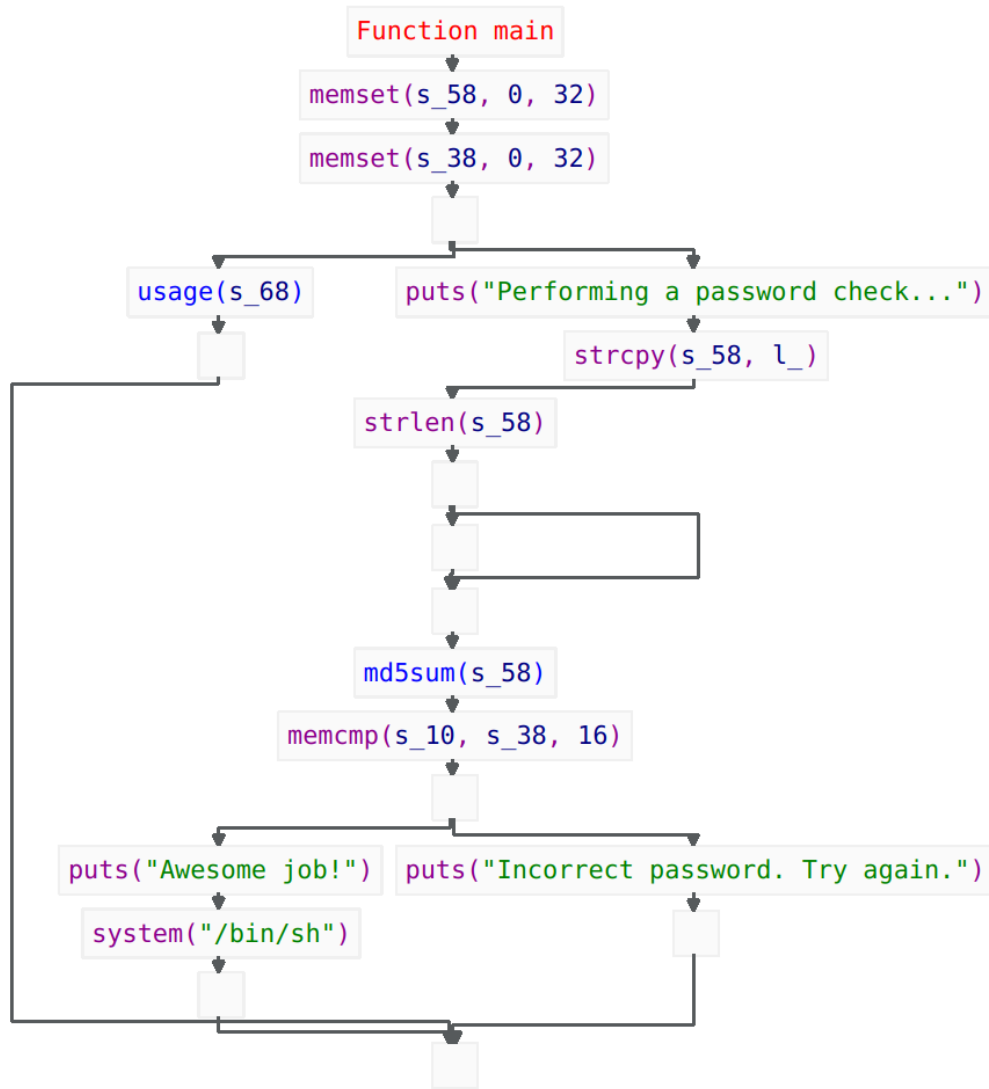 Function main
memset(s_58, 0, 32)
memset(s_38, 0, 32)
usage(s_68)
puts("Performing a password check...")
strcpy(s_58, l_)
strlen(s_58)
md5sum(s_58)
memcmp(s_10, s_38, 16)
puts("Awesome job!")
puts("Incorrect password. Try again.")
system("/bin/sh")